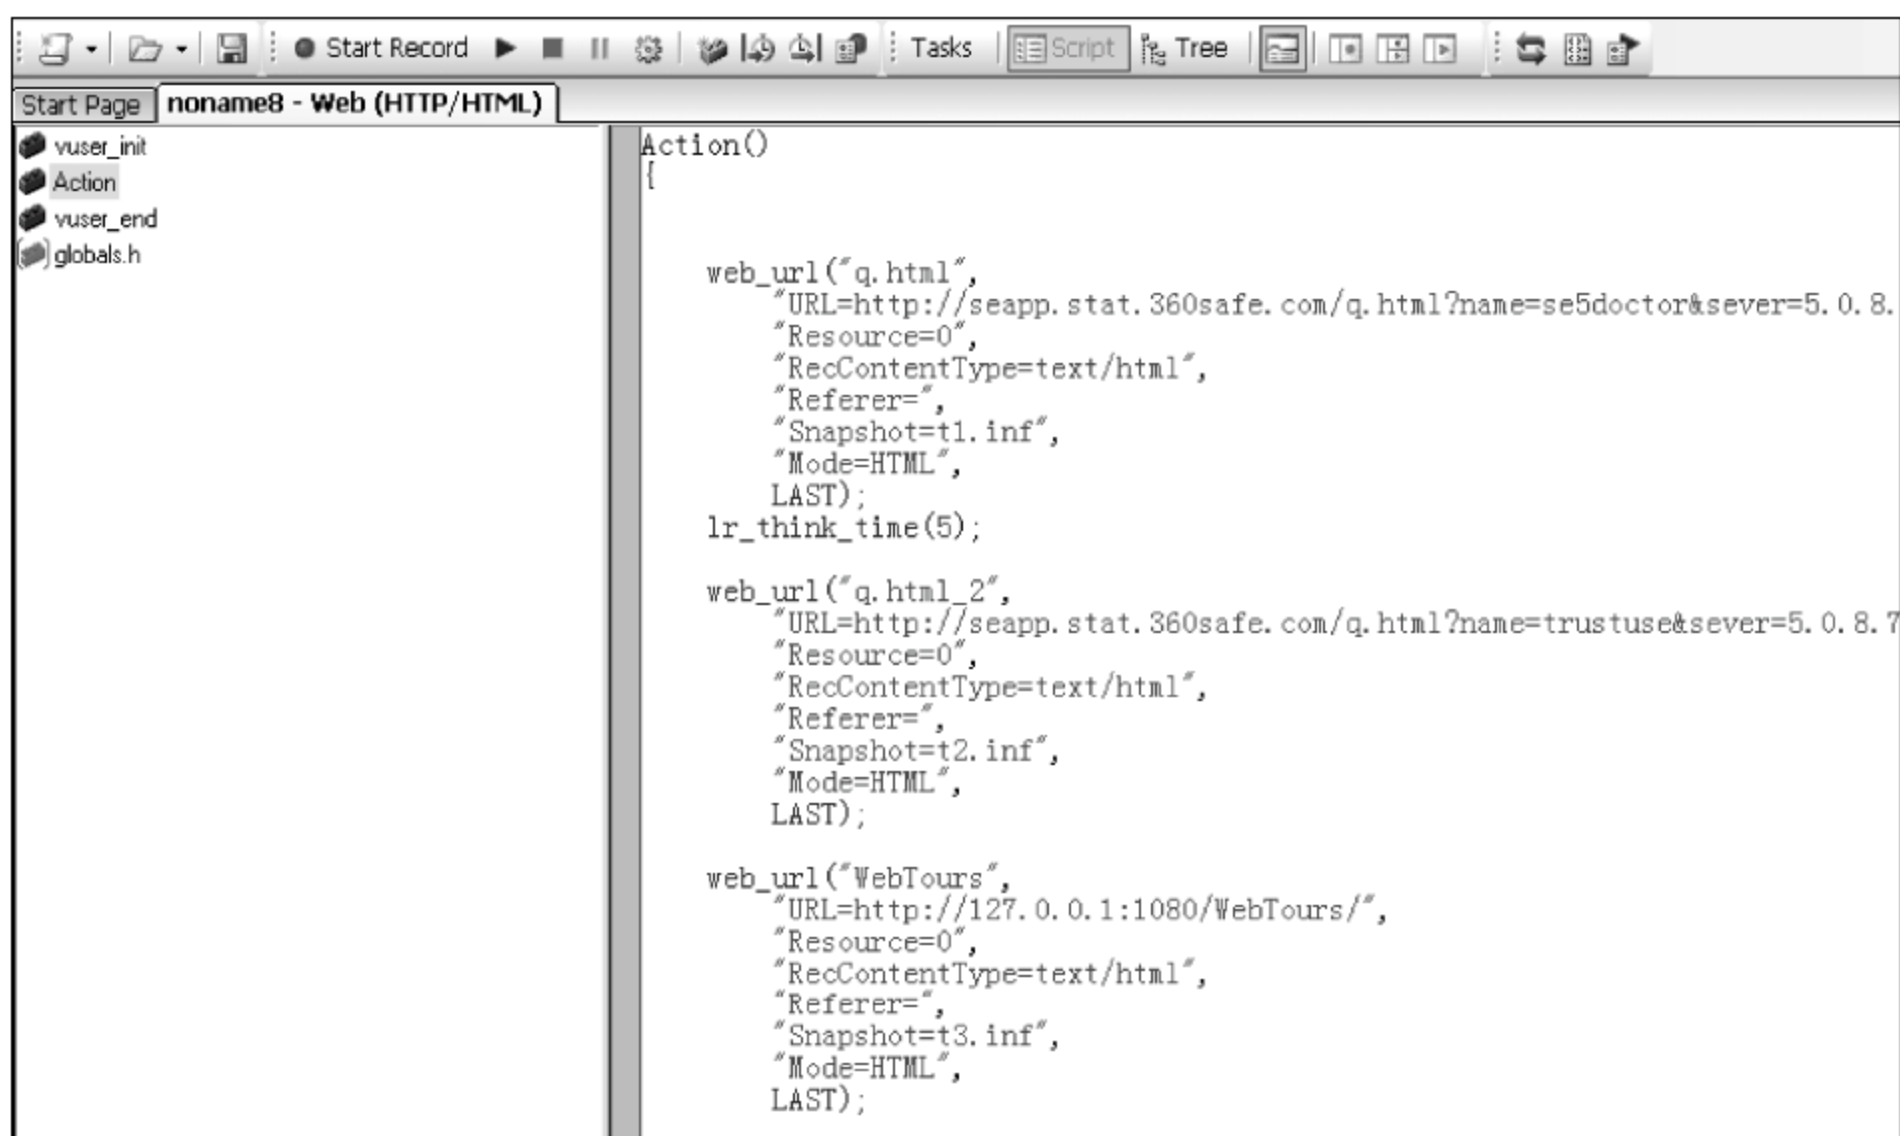 Start Record Tasks Script Tree
Start Page noname8 - Web (HTTP/HTML)
vuser_init
Action
vuser_end
globals.h
Action()
{
web_url("q.html",
"URL=http://seapp.stat.360safe.com/q.html?name=se5doctor&sever=5.0.8.
"Resource=0",
"RecContentType=text/html",
"Referer=",
"Snapshot=t1.inf",
"Mode=HTML",
LAST);
lr_think_time(5);
web_url("q.html_2",
"URL=http://seapp.stat.360safe.com/q.html?name=trustuse&sever=5.0.8.7
"Resource=0",
"RecContentType=text/html",
"Referer=",
"Snapshot=t2.inf",
"Mode=HTML",
LAST);
web_url("WebTours",
"URL=http://127.0.0.1:1080/WebTours/",
"Resource=0",
"RecContentType=text/html",
"Referer=",
"Snapshot=t3.inf",
"Mode=HTML",
LAST);